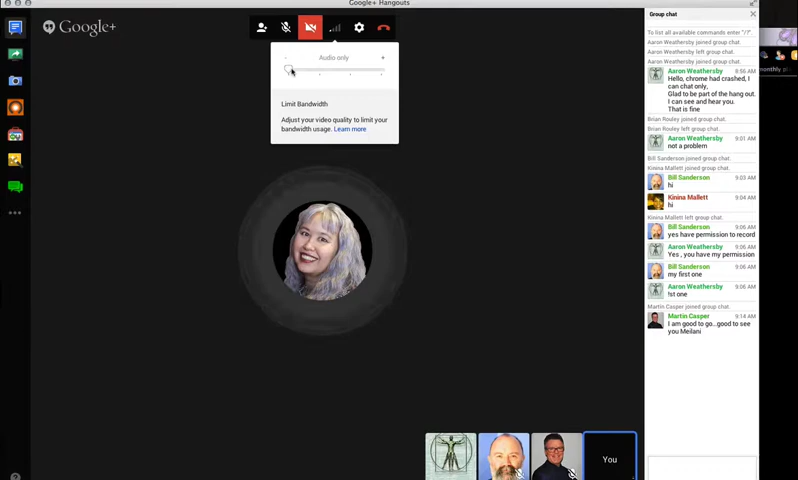 Google+ Hangouts
Google+
- Audio only +
Limit Bandwidth
Adjust your video quality to limit your
bandwidth usage. Learn more
You
Group chat
To list all available commands enter "/?"
Aaron Weathersby joined group chat.
Aaron Weathersby left group chat.
Aaron Weathersby joined group chat.
Aaron Weathersby 8:56 AM
Hello, chrome had crashed, I
can chat only,
Glad to be part of the hang out.
I can see and hear you.
That is fine
Brian Rouley joined group chat.
Brian Rouley left group chat.
Aaron Weathersby 9:01 AM
not a problem
Bill Sanderson joined group chat.
Kinina Mallett joined group chat.
Bill Sanderson 9:03 AM
hi
Kinina Mallett 9:04 AM
hi
Kinina Mallett left group chat.
Bill Sanderson 9:06 AM
yes have permission to record
Aaron Weathersby 9:06 AM
Yes , you have my permission
Bill Sanderson 9:06 AM
my first one
Aaron Weathersby 9:06 AM
!st one
Martin Casper joined group chat.
Martin Casper 9:14 AM
I am good to go..good to see
you Meilani
monthly